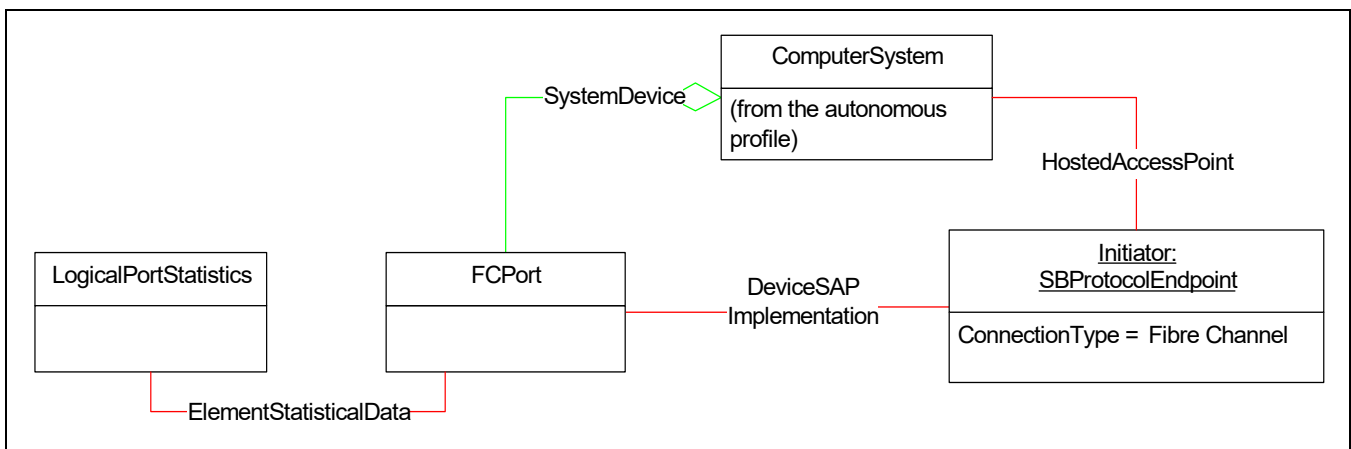 ComputerSystem
(from the autonomous
profile)
SystemDevice
HostedAccessPoint
LogicalPortStatistics
FCPort
DeviceSAP
Implementation
Initiator:
SBProtocolEndpoint
ConnectionType = Fibre Channel
ElementStatisticalData